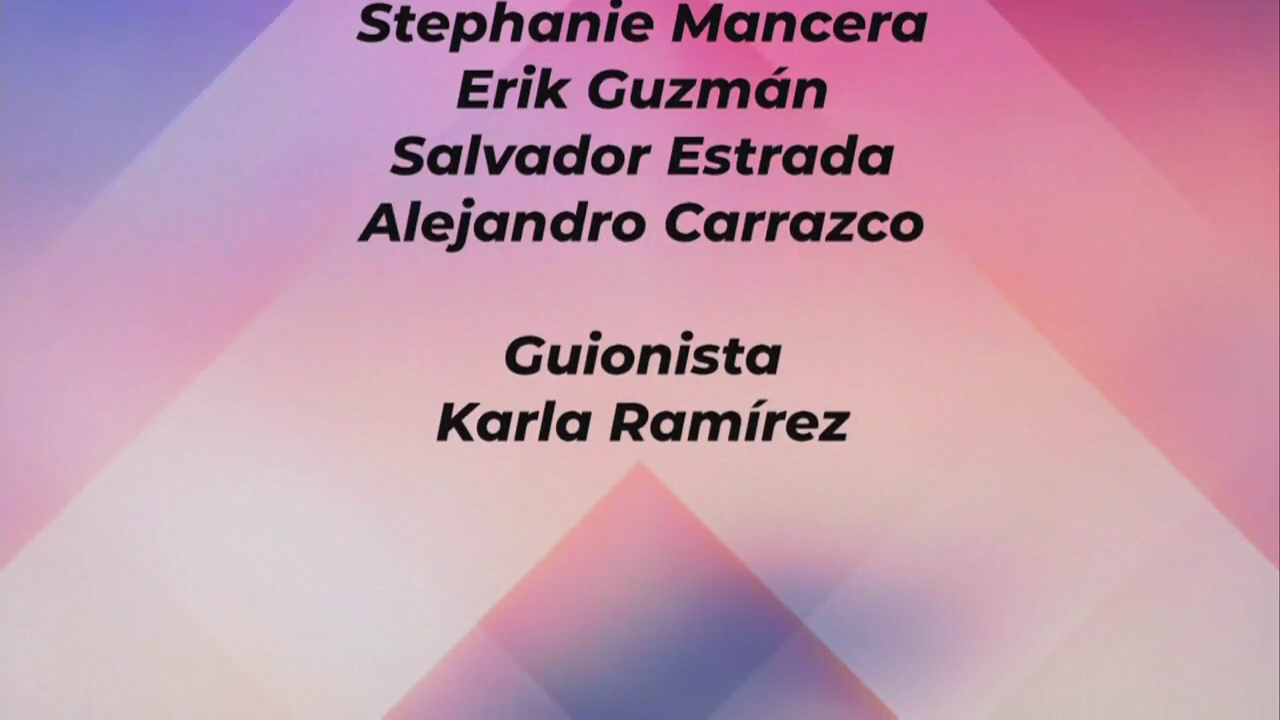 Stephanie Mancera
Erik Guzmán
Salvador Estrada
Alejandro Carrazco
Guionista
Karla Ramírez